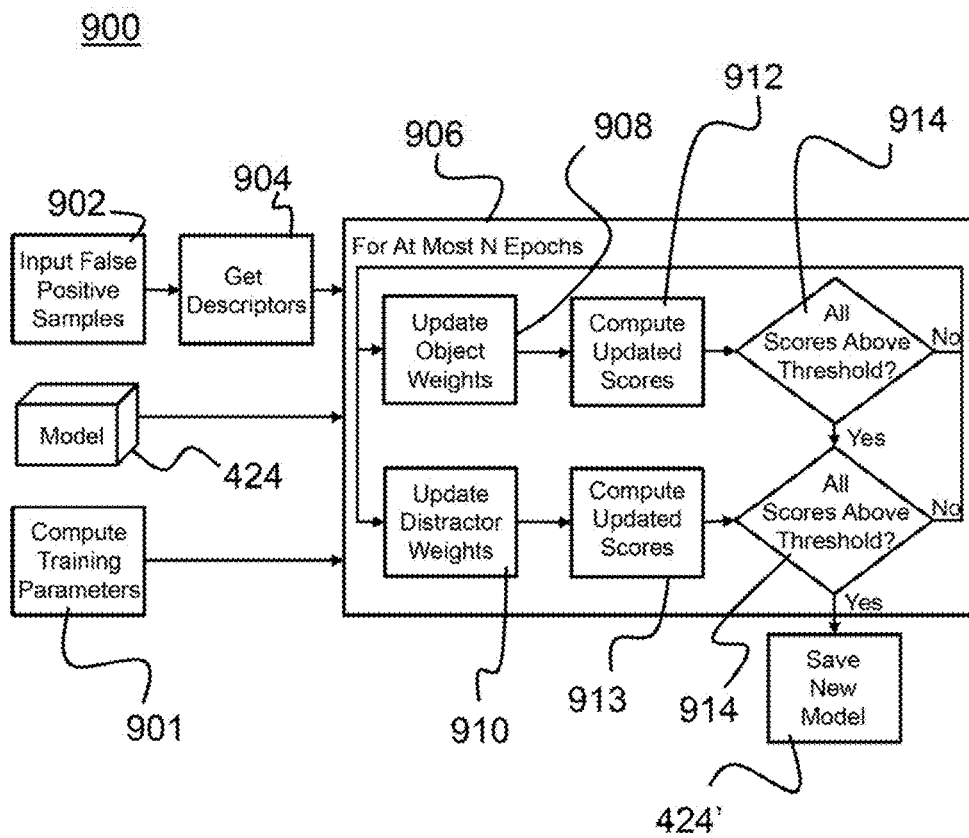 900
912
914
908
906
904
902
For At Most N Epochs
Input False
Positive
Samples
Get
Descriptors
Update
Object
Weights
Compute
Updated
Scores
All
Scores Above
Threshold?
No
Yes
Model
424
Update
Distractor
Weights
Compute
Updated
Scores
All
Scores Above
Threshold?
No
Yes
Compute
Training
Parameters
Save
New
Model
901
910
913
914
424'